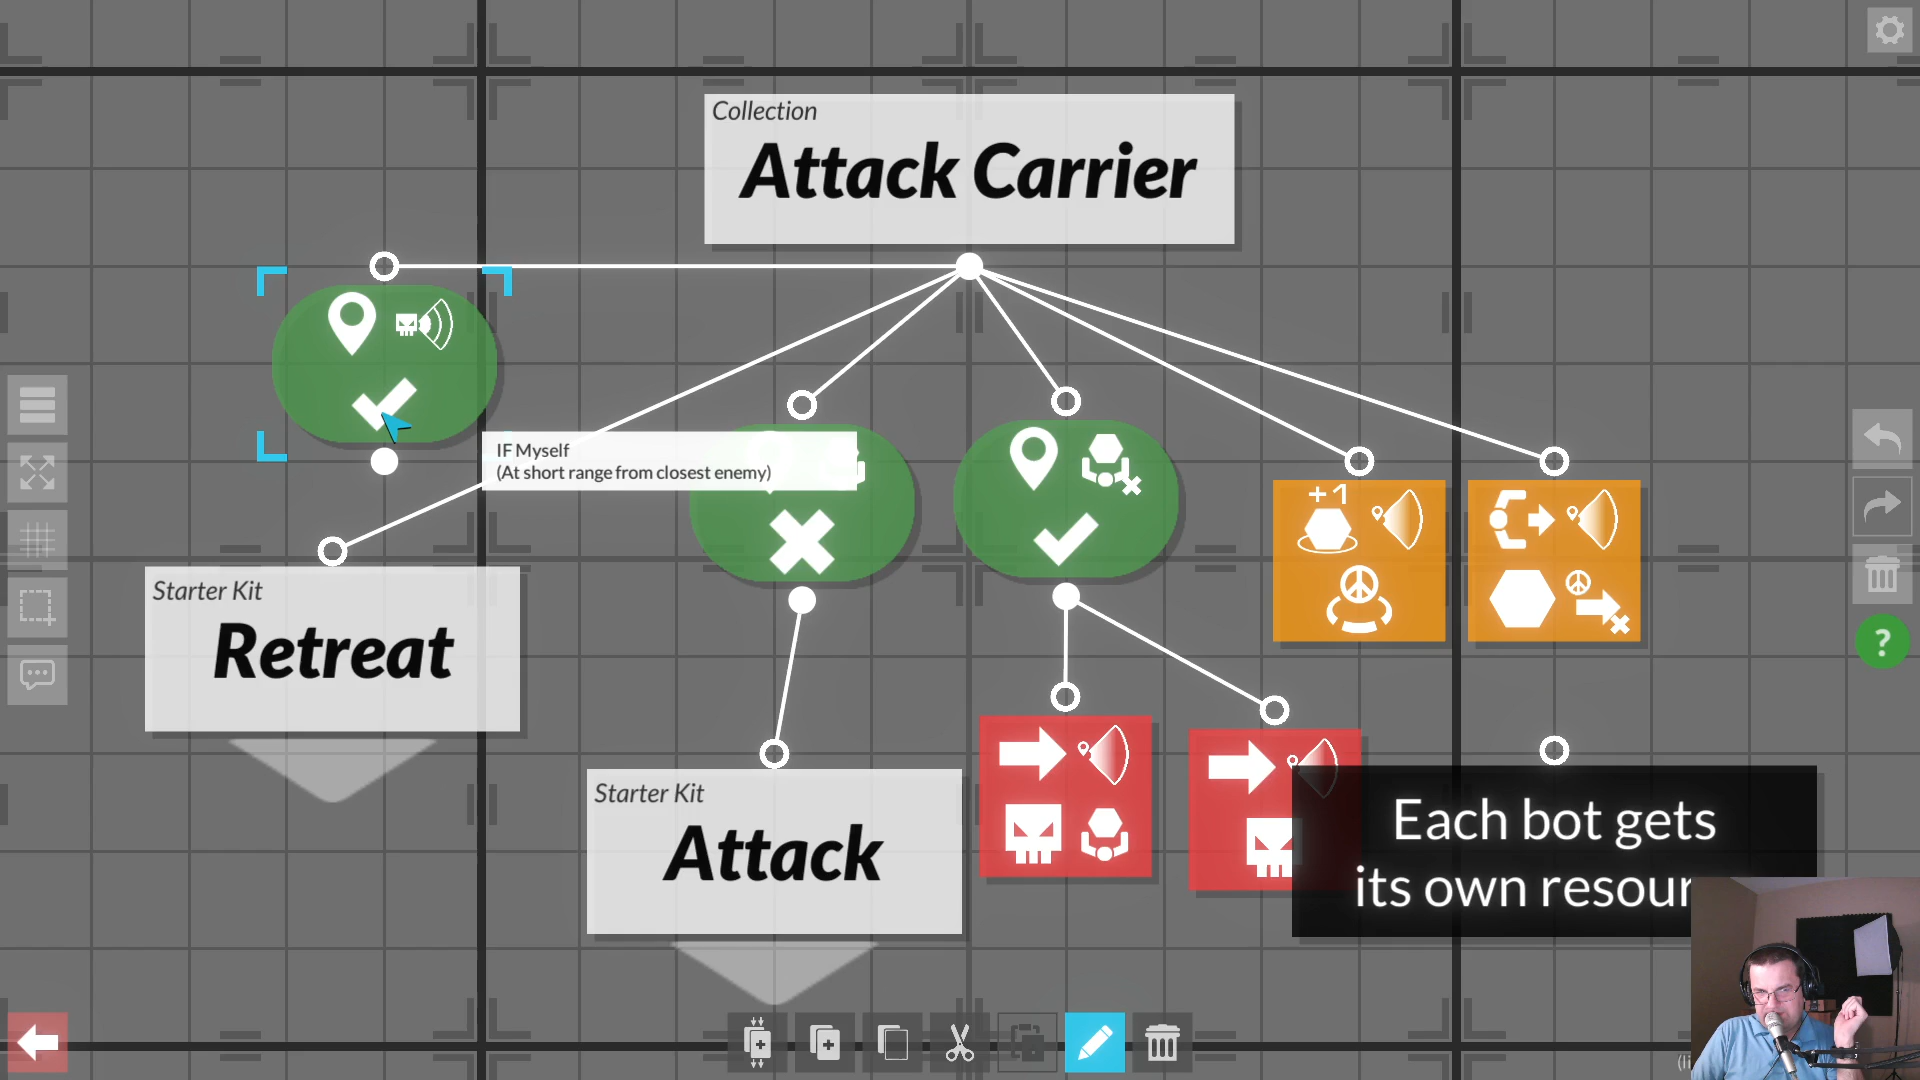 Collection
Attack Carrier
IF Myself
(At short range from closest enemy)
+1
Starter Kit
Retreat
?
Starter Kit
Attack
Each bot gets
its own